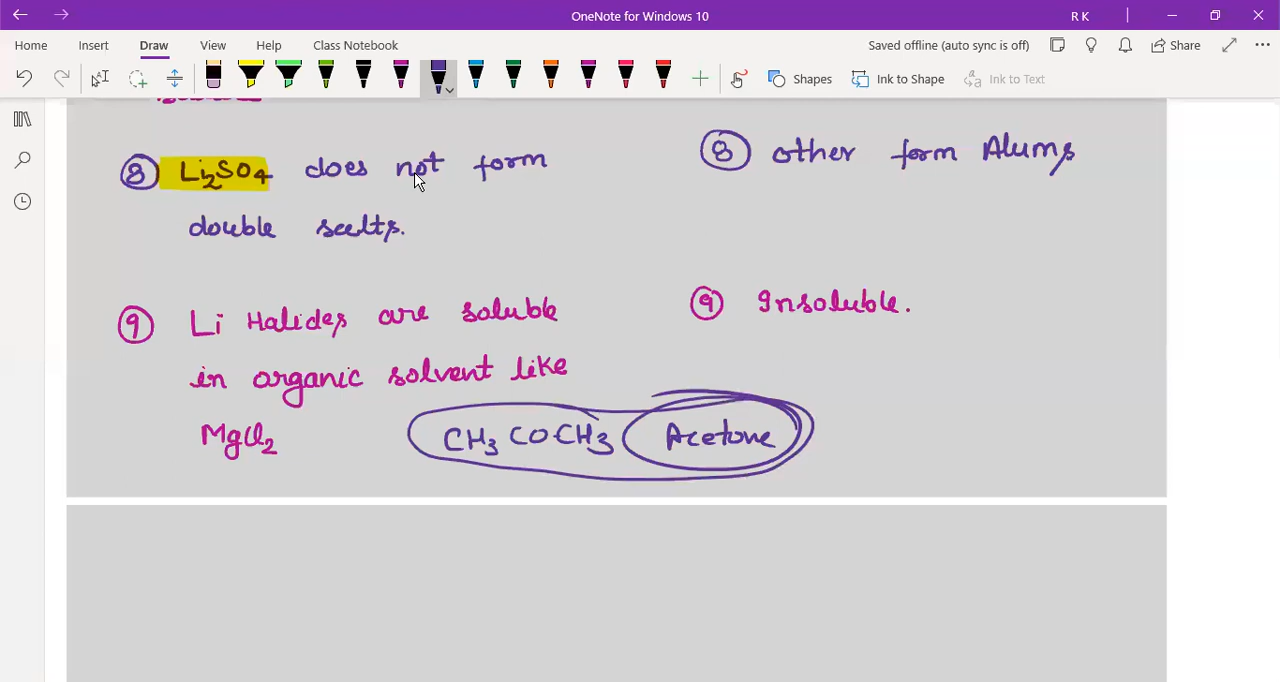 OneNote for Windows 10
R K
Home Insert Draw View Help Class Notebook
Saved offline (auto sync is off)
Share
Shapes
Ink to Shape
Ink to Text
⑧ Li2SO4 does not form
double salts.
⑧ other form Alums
⑨ Li Halides are soluble
in organic solvent like
MgCl2
⑨ Insoluble.
CH3COCH3 Acetone